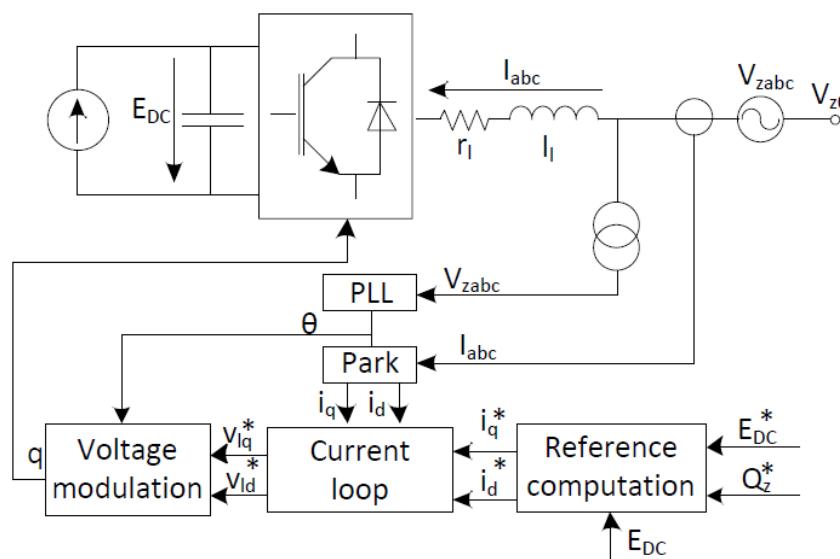 E_DC
I_abc
V_zabc
r_l
l_l
PLL
V_zabc
θ
Park
I_abc
i_q
i_d
q
Voltage
modulation
v_lq*
v_ld*
Current
loop
i_q*
i_d*
Reference
computation
E_DC*
Q_z*
E_DC